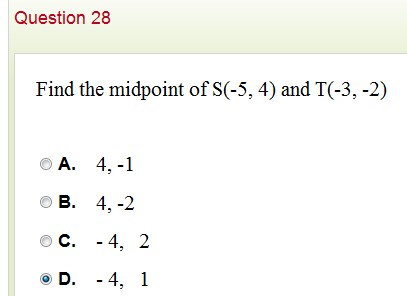 Question 28
Find the midpoint of S(-5, 4) and T(-3, -2)
A. 4, -1
B. 4, -2
C. - 4, 2
D. - 4, 1